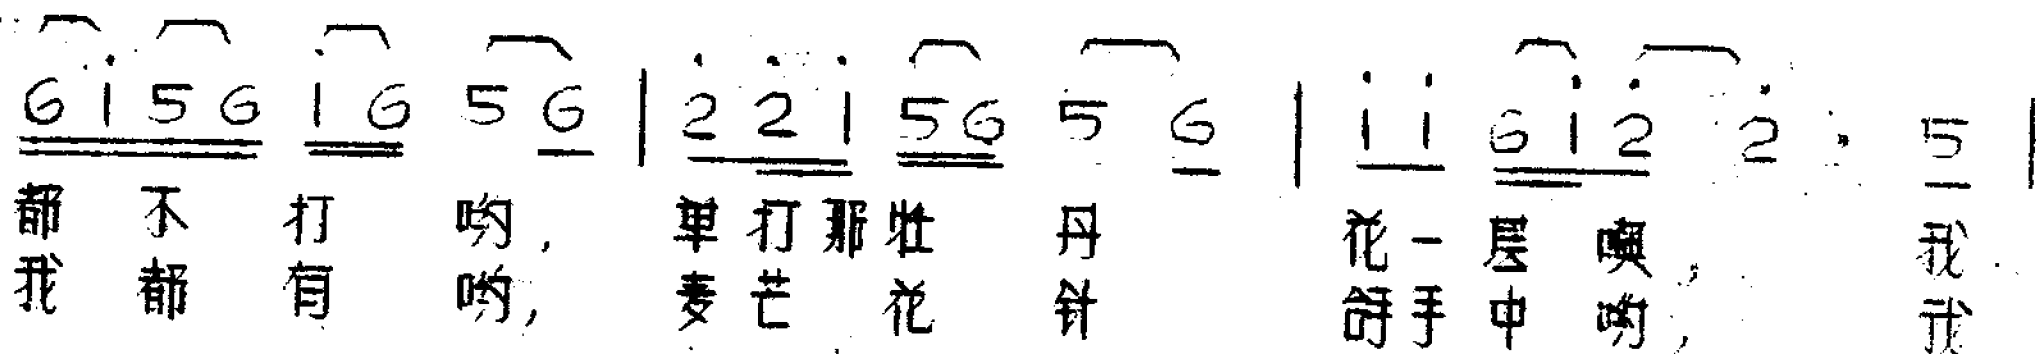 6 i 5 6 i 6 5 6 | 2 2 i 5 6 5 6 | i i 6 i 2 2 · 5 |
都 不 打 哟, 单 打 那 牡 丹 花 一 层 噢, 我
我 都 有 哟, 麦 芒 花 针 手 中 哟, 我